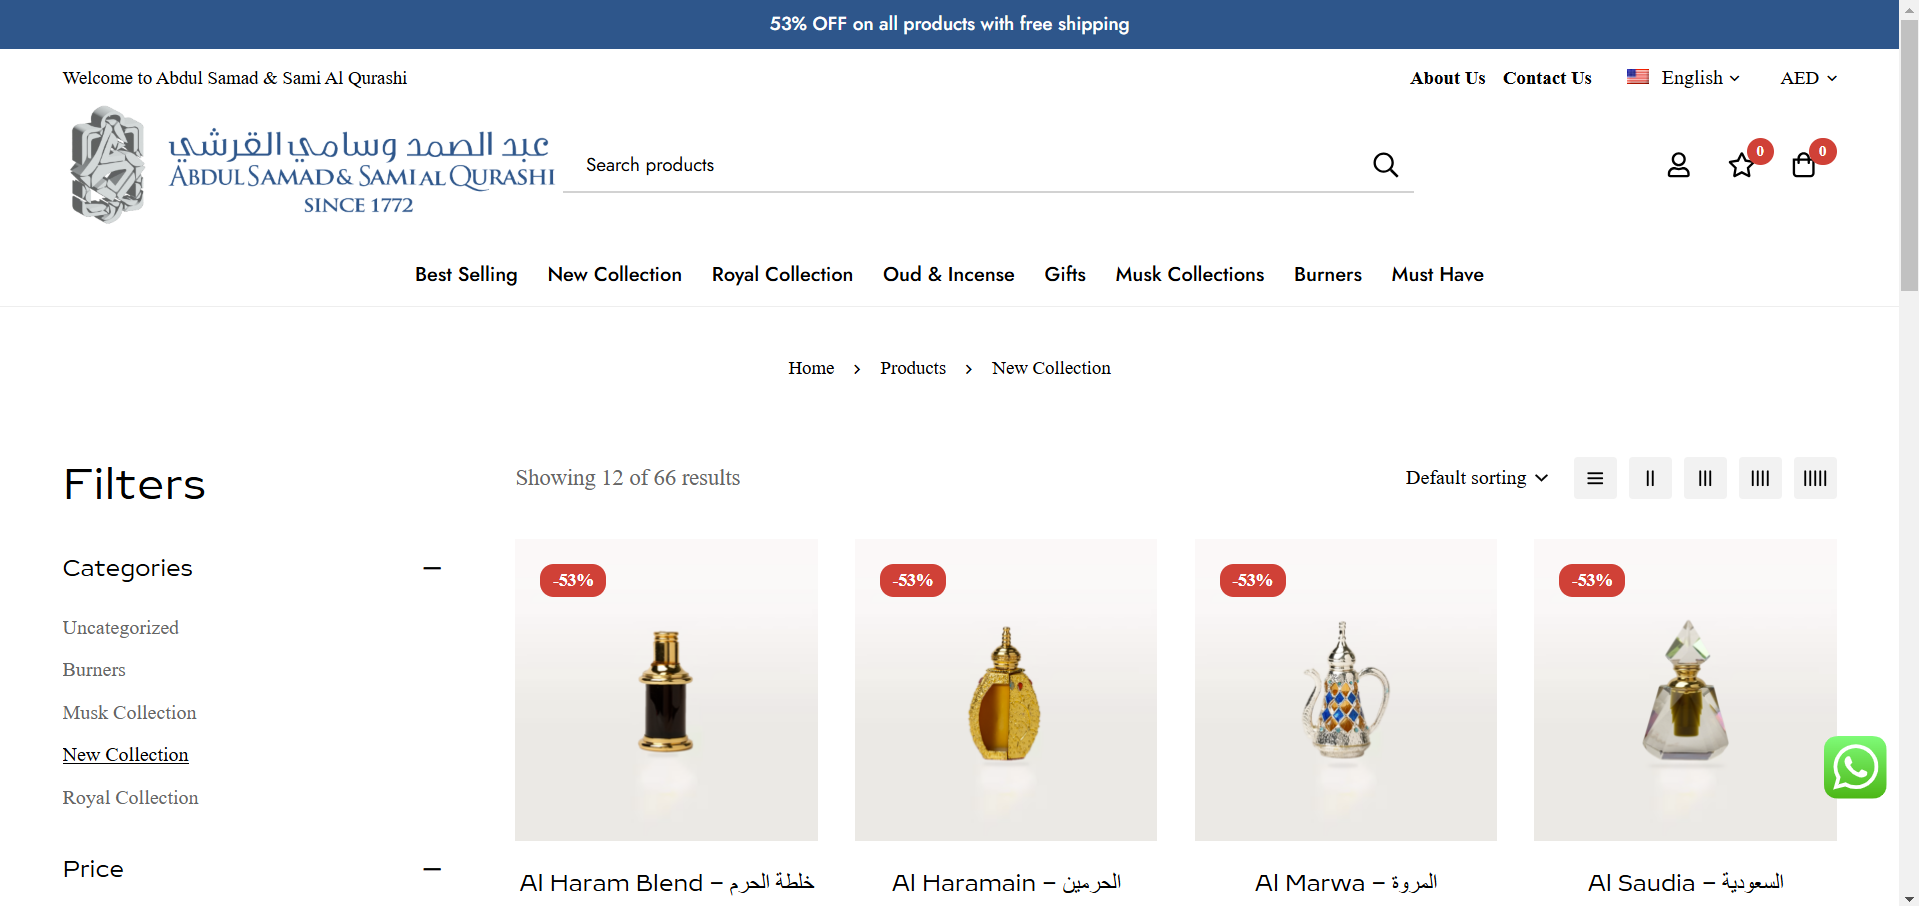 53% OFF on all products with free shipping
Welcome to Abdul Samad & Sami Al Qurashi
About Us
Contact Us
English
AED
عبد الصمد وسامي القرشي
ABDUL SAMAD & SAMI AL QURASHI
SINCE 1772
Search products
0
0
Best Selling
New Collection
Royal Collection
Oud & Incense
Gifts
Musk Collections
Burners
Must Have
Home
Products
New Collection
Filters
Showing 12 of 66 results
Default sorting
Categories
Uncategorized
Burners
Musk Collection
New Collection
Royal Collection
Price
-53%
-53%
-53%
-53%
Al Haram Blend – خلطة الحرم
Al Haramain – الحرمين
Al Marwa – المروة
Al Saudia – السعودية